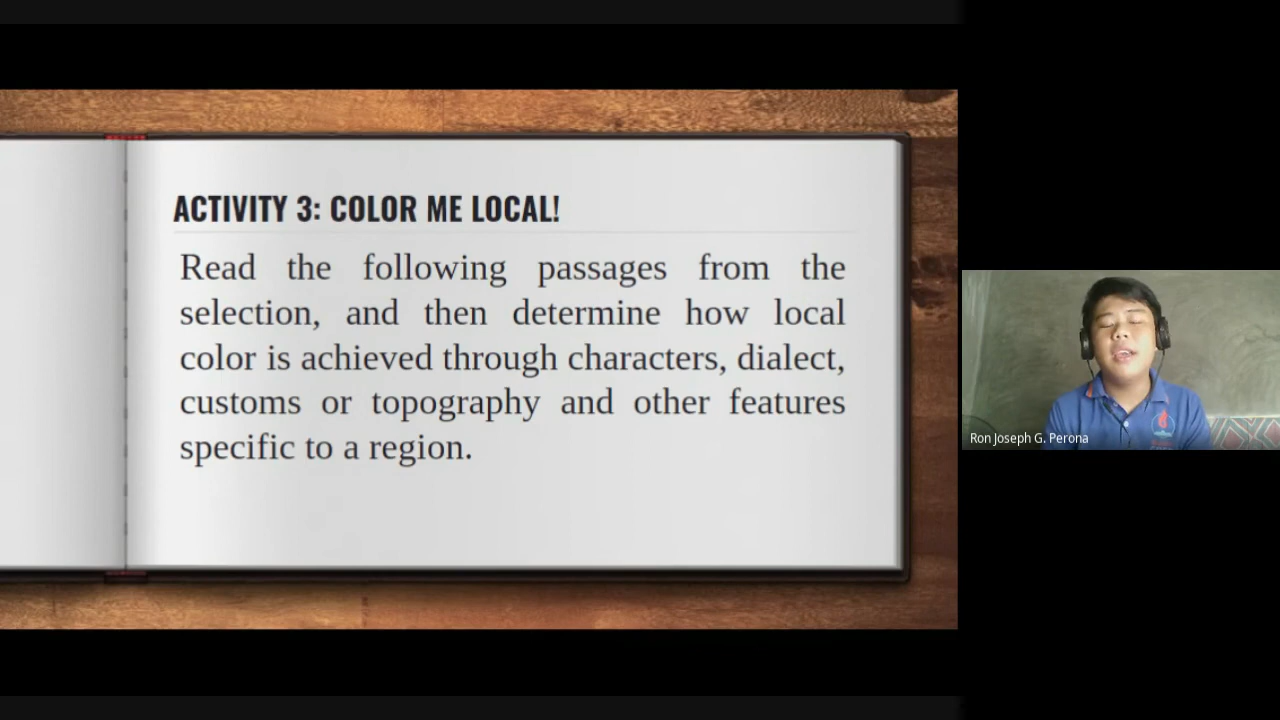 ACTIVITY 3: COLOR ME LOCAL!
Read the following passages from the
selection, and then determine how local
color is achieved through characters, dialect,
customs or topography and other features
specific to a region.
Ron Joseph G. Perona